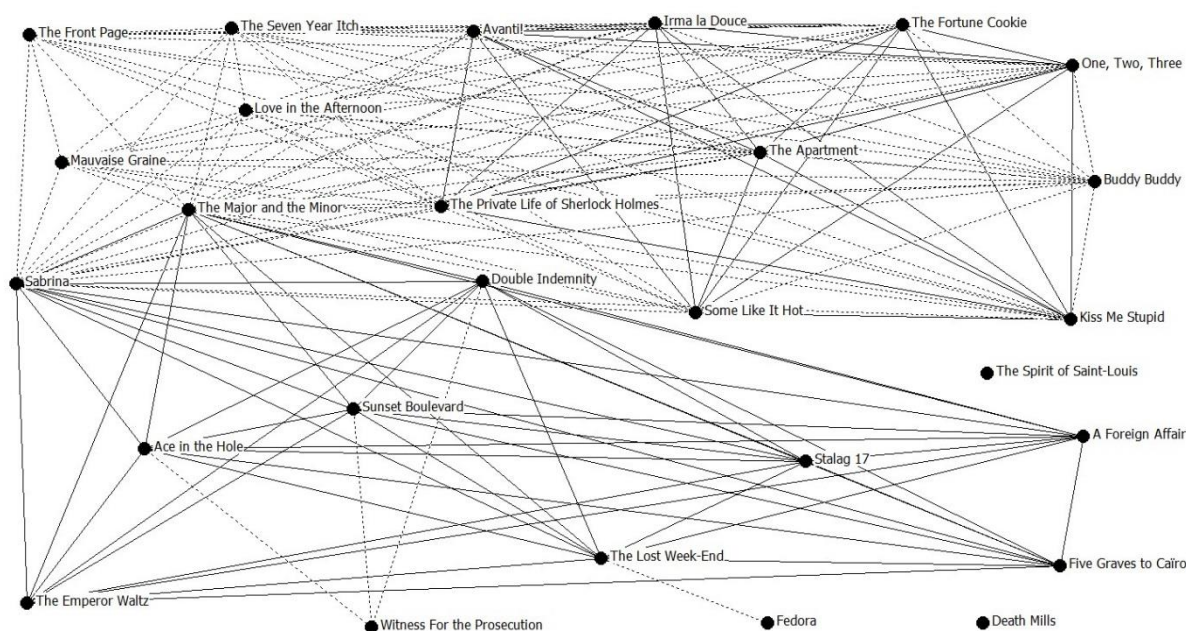 The Front Page
The Seven Year Itch
Avanti!
Irma la Douce
The Fortune Cookie
One, Two, Three
Love in the Afternoon
Mauvaise Graine
The Apartment
Buddy Buddy
The Major and the Minor
The Private Life of Sherlock Holmes
Sabrina
Double Indemnity
Some Like It Hot
Kiss Me Stupid
The Spirit of Saint-Louis
Sunset Boulevard
Ace in the Hole
A Foreign Affair
Stalag 17
The Lost Week-End
Five Graves to Caïro
The Emperor Waltz
Witness For the Prosecution
Fedora
Death Mills